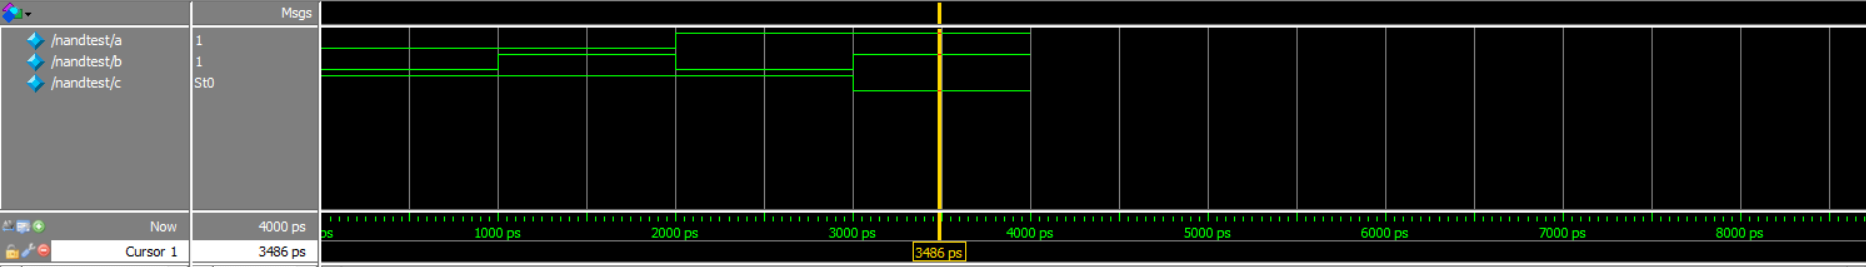 Msgs
/nandtest/a 1
/nandtest/b 1
/nandtest/c St0
Now 4000 ps
ps 1000 ps 2000 ps 3000 ps 4000 ps 5000 ps 6000 ps 7000 ps 8000 ps
Cursor 1 3486 ps 3486 ps